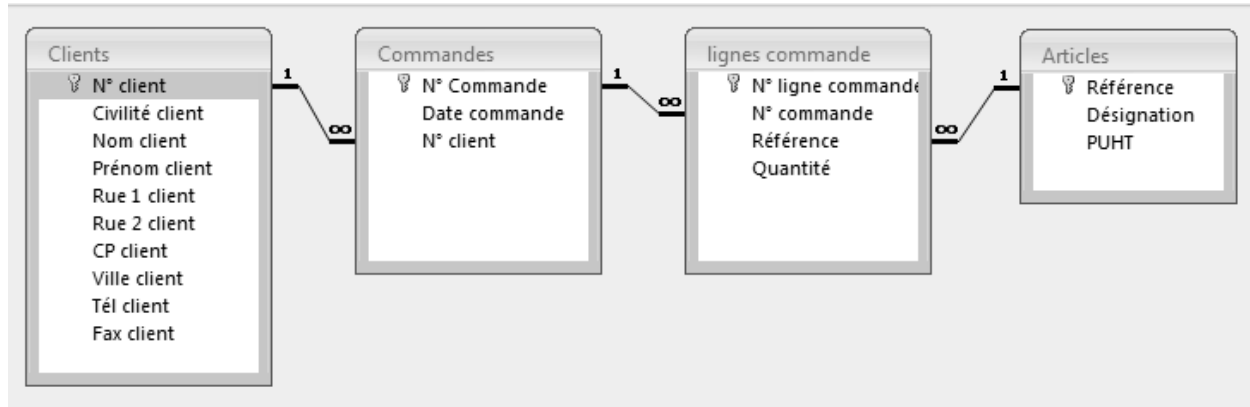 Clients
N° client
Civilité client
Nom client
Prénom client
Rue 1 client
Rue 2 client
CP client
Ville client
Tél client
Fax client
1
∞
Commandes
N° Commande
Date commande
N° client
1
∞
lignes commande
N° ligne commande
N° commande
Référence
Quantité
∞
1
Articles
Référence
Désignation
PUHT